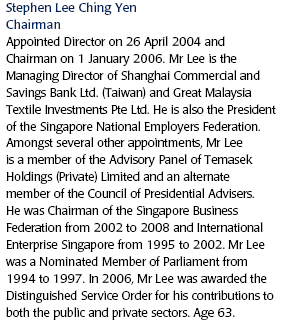 Stephen Lee Ching Yen
Chairman
Appointed Director on 26 April 2004 and
Chairman on 1 January 2006. Mr Lee is the
Managing Director of Shanghai Commercial and
Savings Bank Ltd. (Taiwan) and Great Malaysia
Textile Investments Pte Ltd. He is also the President
of the Singapore National Employers Federation.
Amongst several other appointments, Mr Lee
is a member of the Advisory Panel of Temasek
Holdings (Private) Limited and an alternate
member of the Council of Presidential Advisers.
He was Chairman of the Singapore Business
Federation from 2002 to 2008 and International
Enterprise Singapore from 1995 to 2002. Mr Lee
was a Nominated Member of Parliament from
1994 to 1997. In 2006, Mr Lee was awarded the
Distinguished Service Order for his contributions to
both the public and private sectors. Age 63.